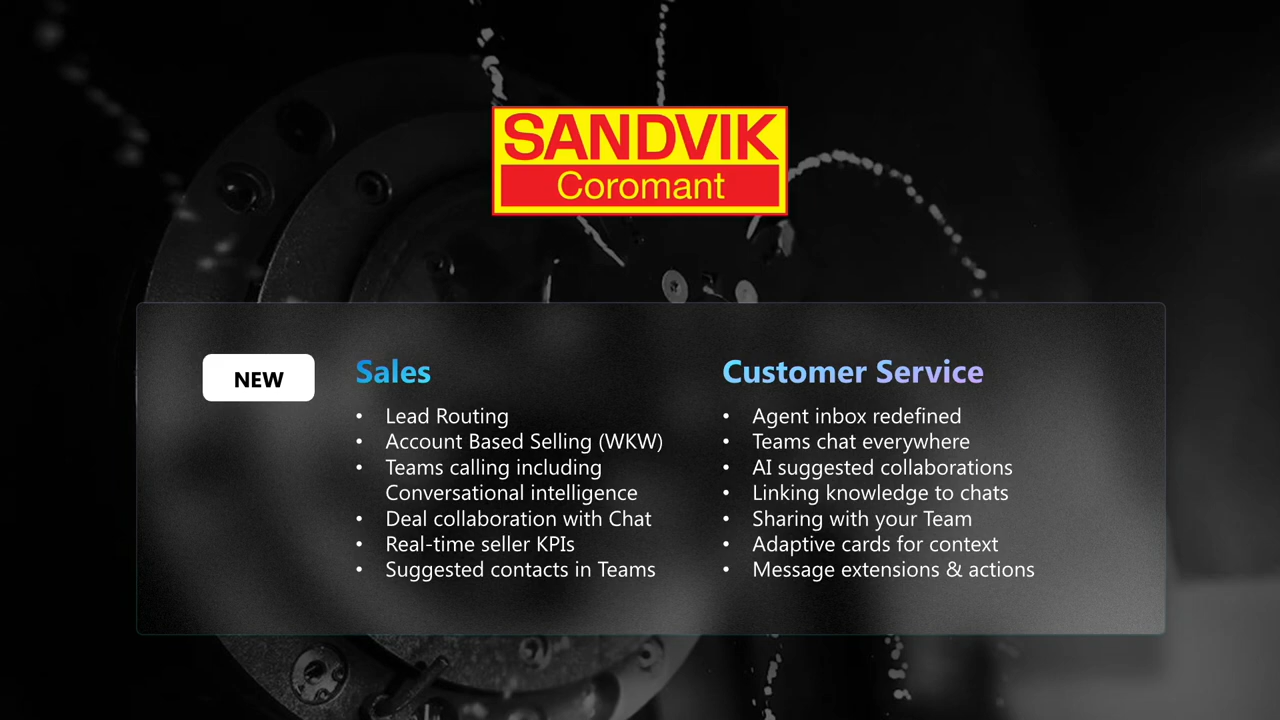 SANDVIK
Coromant
NEW
Sales
• Lead Routing
• Account Based Selling (WKW)
• Teams calling including
Conversational intelligence
• Deal collaboration with Chat
• Real-time seller KPIs
• Suggested contacts in Teams
Customer Service
• Agent inbox redefined
• Teams chat everywhere
• AI suggested collaborations
• Linking knowledge to chats
• Sharing with your Team
• Adaptive cards for context
• Message extensions & actions